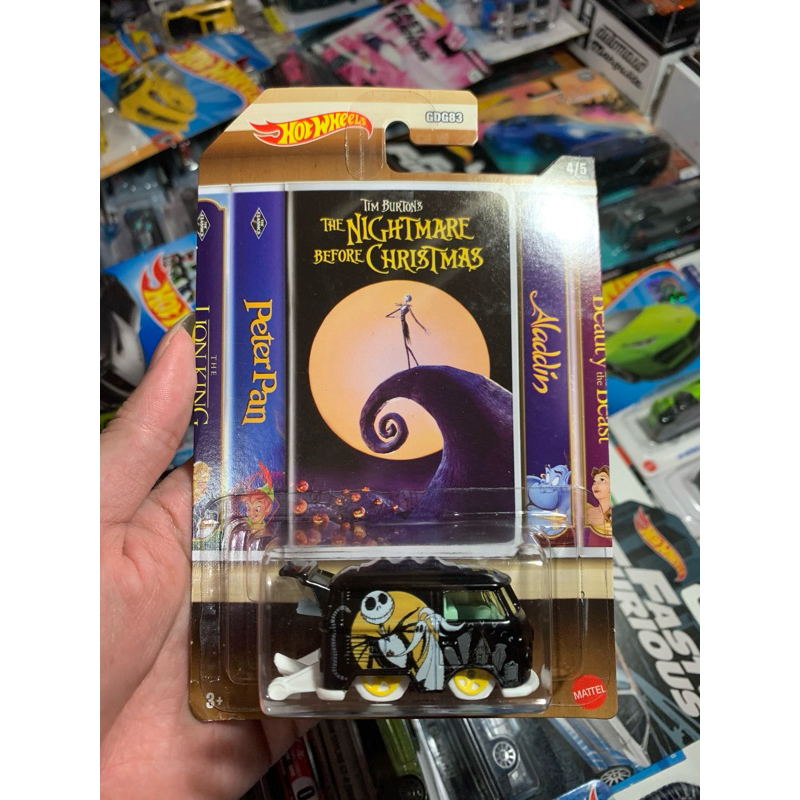 HOT WHEELS
GDG83
4/5
TIM BURTON'S
THE NIGHTMARE
BEFORE CHRISTMAS
THE
LION KING
Peter Pan
Aladdin
Beauty
the
Beast
3+
MATTEL
FAST
FURIOUS